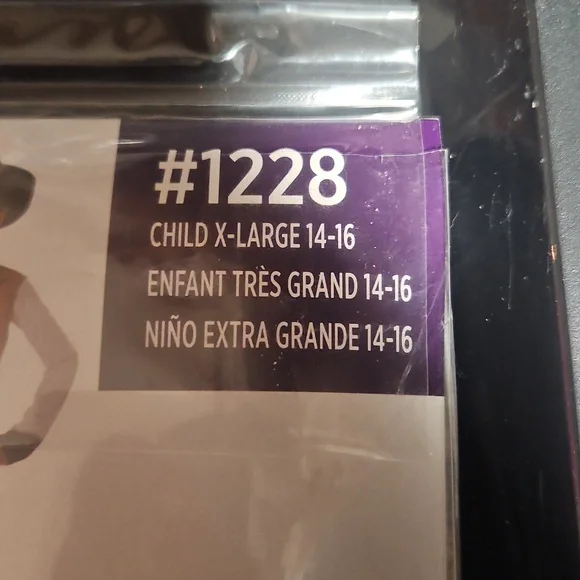 #1228
CHILD X-LARGE 14-16
ENFANT TRÈS GRAND 14-16
NIÑO EXTRA GRANDE 14-16